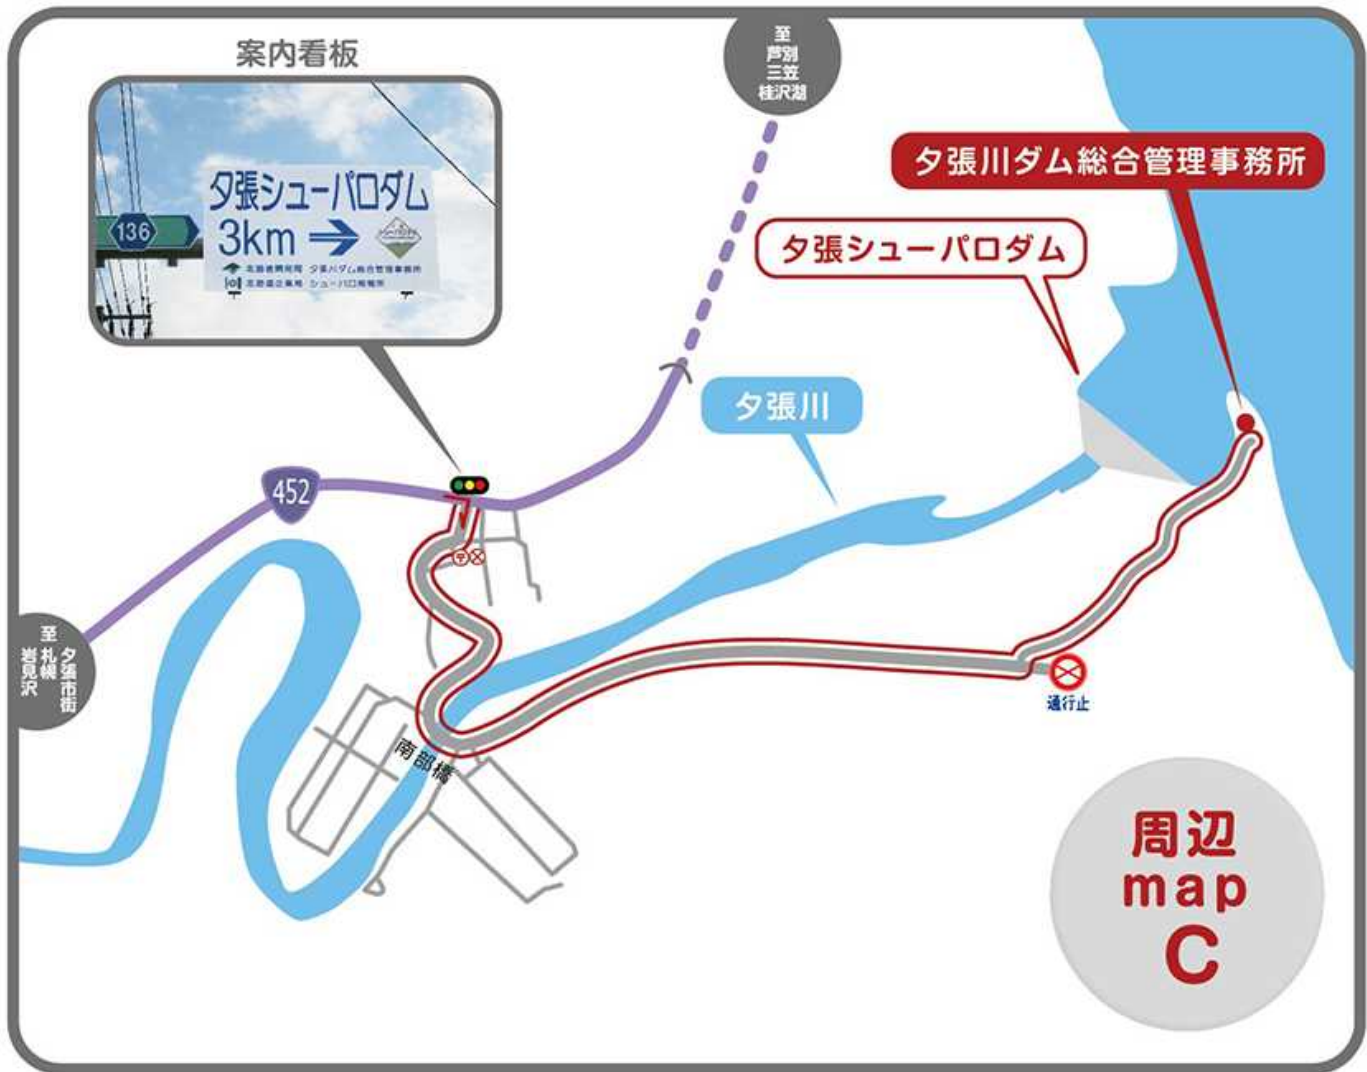 案内看板
夕張シューパロダム
136
3km
至
芦別
三笠
桂沢湖
夕張川ダム総合管理事務所
夕張シューパロダム
夕張川
452
至
夕張市街
札幌
岩見沢
南部橋
通行止
周辺
map
C